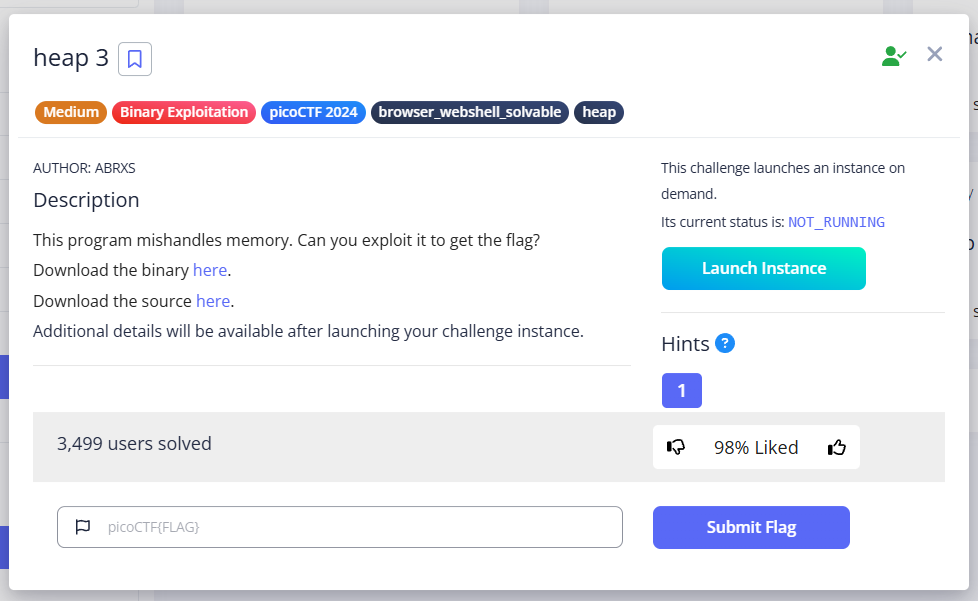 heap 3
Medium Binary Exploitation picoCTF 2024 browser_webshell_solvable heap
AUTHOR: ABRXS
Description
This program mishandles memory. Can you exploit it to get the flag?
Download the binary here.
Download the source here.
Additional details will be available after launching your challenge instance.
This challenge launches an instance on
demand.
Its current status is: NOT_RUNNING
Launch Instance
Hints ?
1
3,499 users solved
98% Liked
picoCTF{FLAG}
Submit Flag